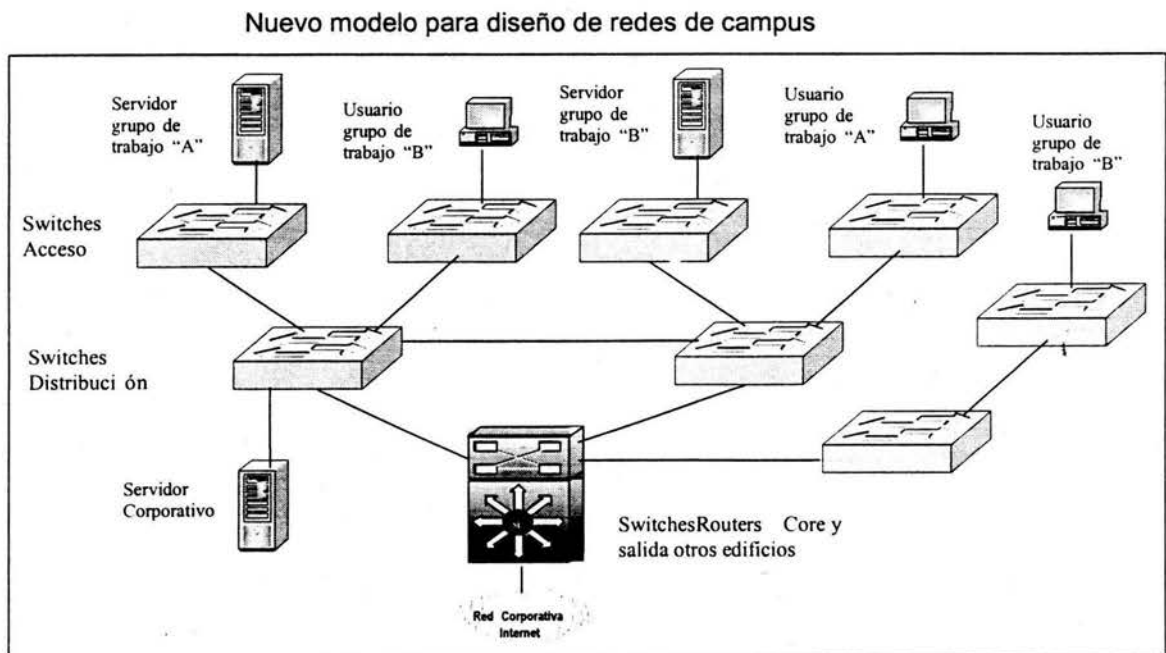 Nuevo modelo para diseño de redes de campus
Servidor
grupo de
trabajo “A”
Usuario
grupo de
trabajo “B”
Servidor
grupo de
trabajo “B”
Usuario
grupo de
trabajo “A”
Usuario
grupo de
trabajo “B”
Switches
Acceso
Switches
Distribuci ón
Servidor
Corporativo
SwitchesRouters Core y
salida otros edificios
Red Corporativa
Internet